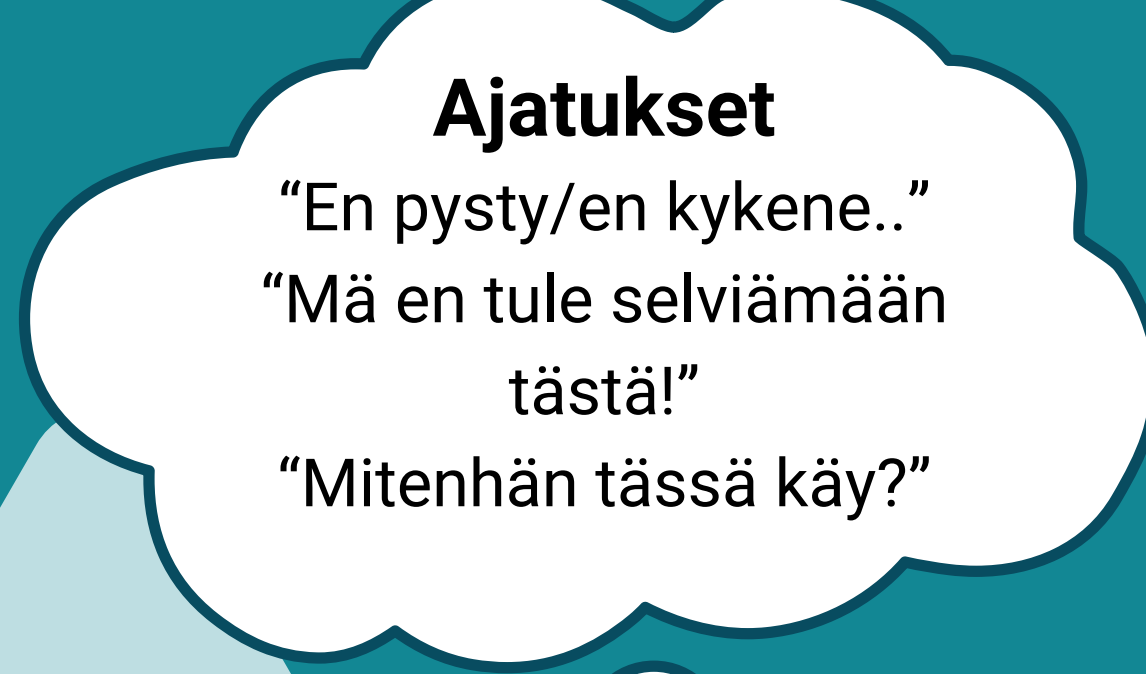 Ajatukset
“En pysty/en kykene..”
“Mä en tule selviämään
tästä!”
“Mitenhän tässä käy?”